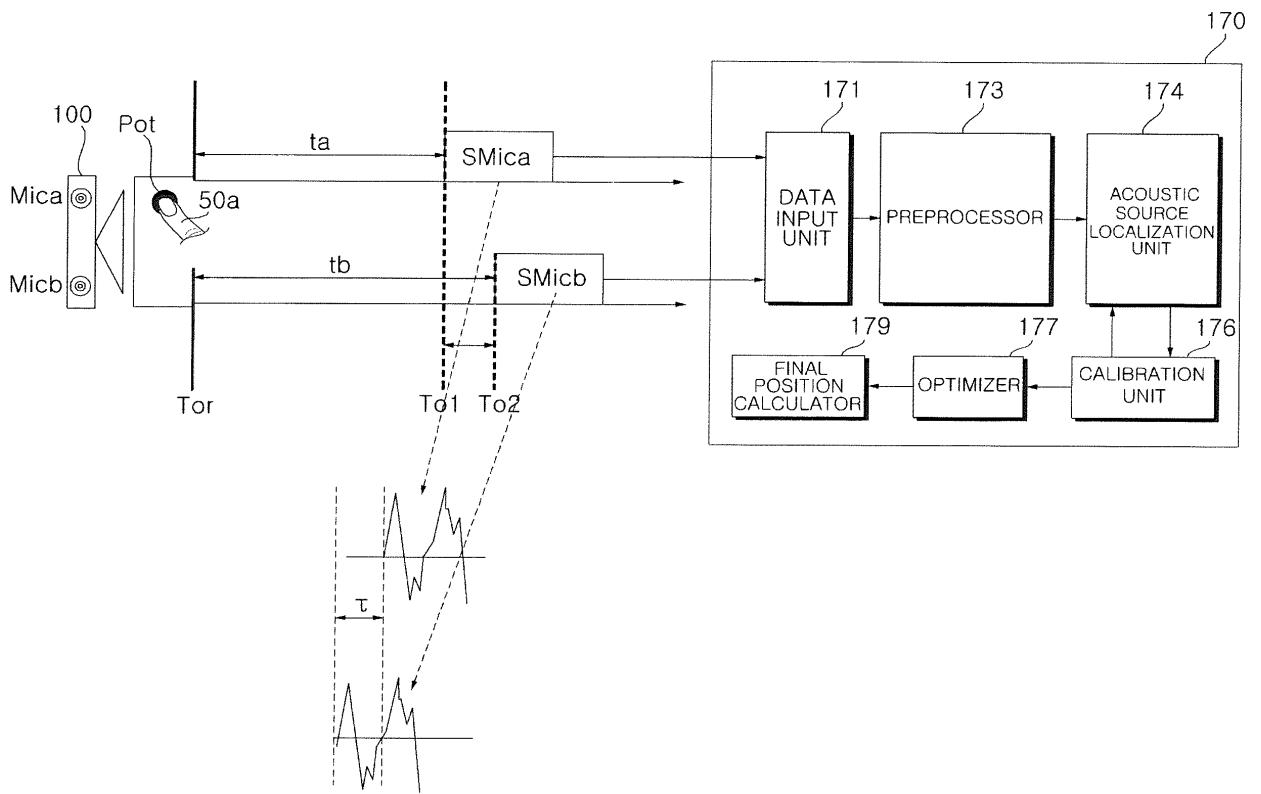 170
100
Pot
ta
SMica
171
173
174
Mica
50a
DATA
INPUT
UNIT
PREPROCESSOR
ACOUSTIC
SOURCE
LOCALIZATION
UNIT
Micb
tb
SMicb
179
177
176
FINAL
POSITION
CALCULATOR
OPTIMIZER
CALIBRATION
UNIT
Tor
To1
To2
τ